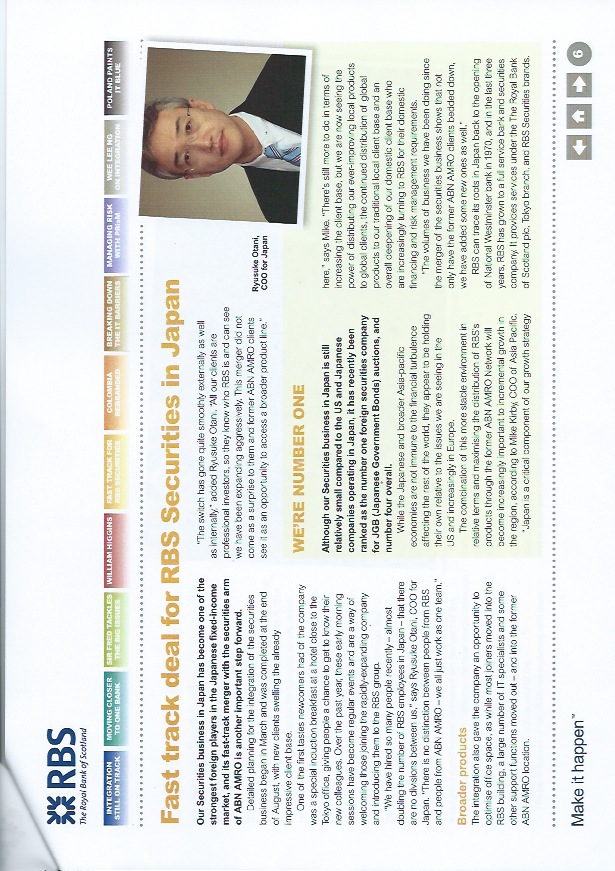 RBS
The Royal Bank of Scotland
INTEGRATION
STILL ON TRACK
MOVING CLOSER
TO ONE BANK
SIR FRED TACKLES
THE BIG ISSUES
WILLIAM HIGGINS
FAST TRACK FOR
RBS SECURITIES
COLOMBIA
REBRANDED
BREAKING DOWN
THE IT BARRIERS
MANAGING RISK
WITH PRISM
WEE LEE NG
ON INTEGRATION
POLAND PAINTS
IT BLUE
Fast track deal for RBS Securities in Japan
Our Securities business in Japan has become one of the
strongest foreign players in the Japanese fixed-income
market, and its fast-track merger with the securities arm
of ABN AMRO is another important step forward.
Detailed planning for the integration of the securities
business began in March and was completed at the end
of August, with new clients swelling the already
impressive client base.
One of the first tastes newcomers had of the company
was a special induction breakfast at a hotel close to the
Tokyo office, giving people a chance to get to know their
new colleagues. Over the past year, these early morning
sessions have become regular events and are a way of
welcoming those joining the rapidly-expanding company
and introducing them to the RBS group.
"We have hired so many people recently – almost
doubling the number of RBS employees in Japan – that there
are no divisions between us," says Ryusuke Otani, COO for
Japan. "There is no distinction between people from RBS
and people from ABN AMRO – we all just work as one team."
Broader products
The integration also gave the company an opportunity to
optimise office space, as while most joiners moved into the
RBS building, a large number of IT specialists and some
other support functions moved out – and into the former
ABN AMRO location.
"The switch has gone quite smoothly externally as well
as internally," added Ryusuke Otani. "All our clients are
professional investors, so they know who RBS is and can see
we have been expanding aggressively. This merger did not
come as a surprise to them and former ABN AMRO clients
see it as an opportunity to access a broader product line."
Ryusuke Otani,
COO for Japan
WE'RE NUMBER ONE
Although our Securities business in Japan is still
relatively small compared to the US and Japanese
companies operating in Japan, it has recently been
ranked as the number one foreign securities company
for JGB (Japanese Government Bonds) auctions, and
number four overall.
While the Japanese and broader Asia-pacific
economies are not immune to the financial turbulence
affecting the rest of the world, they appear to be holding
their own relative to the issues we are seeing in the
US and increasingly in Europe.
The combination of this more stable environment in
relative terms and maximising the distribution of RBS's
products through the former ABN AMRO Network will
become increasingly important to incremental growth in
the region, according to Mike Kirby, COO of Asia Pacific.
"Japan is a critical component of our growth strategy
here," says Mike. "There's still more to do in terms of
increasing the client base, but we are now seeing the
power of distributing our ever-improving local products
to global clients, the continued distribution of global
products to our traditional local client base and an
overall deepening of our domestic client base who
are increasingly turning to RBS for their domestic
financing and risk management requirements.
"The volumes of business we have been doing since
the merger of the securities business shows that not
only have the former ABN AMRO clients bedded down,
we have added some new ones as well."
RBS can trace its roots in Japan back to the opening
of National Westminster bank in 1970, and in the last three
years, RBS has grown to a full service bank and securities
company. It provides services under the The Royal Bank
of Scotland plc, Tokyo branch, and RBS Securities brands.
Make it happen™
6